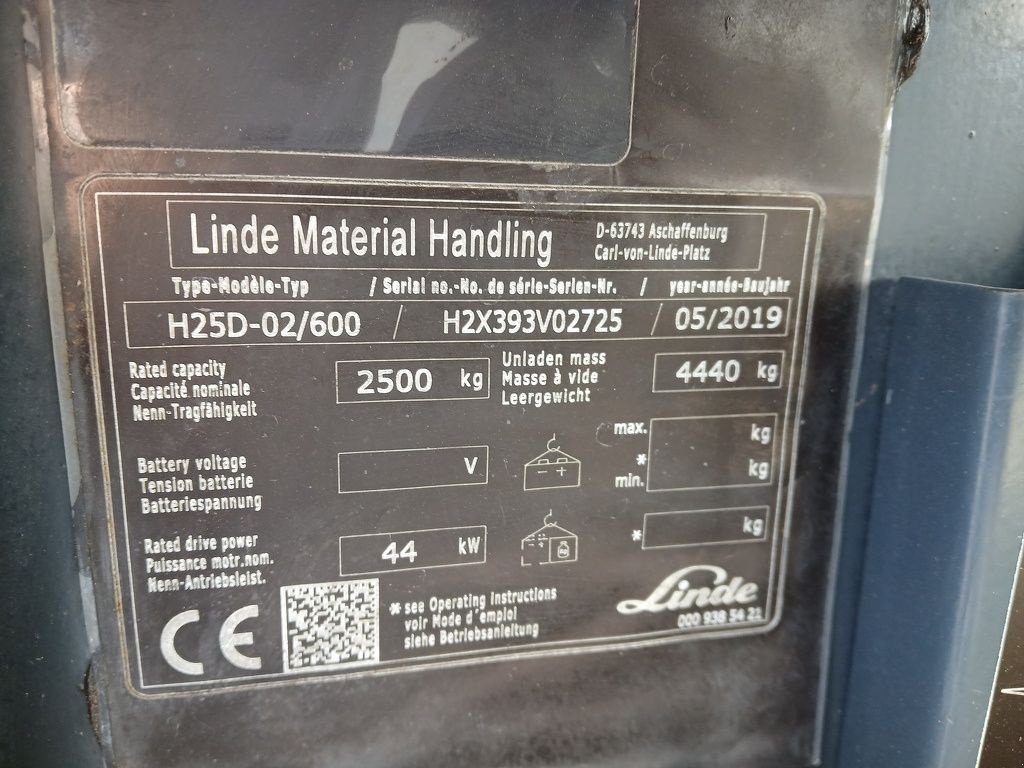 Linde Material Handling
D-63743 Aschaffenburg
Carl-von-Linde-Platz
Type-Modèle-Typ / Serial no.-No. de série-Serien-Nr. / year-année-Baujahr
H25D-02/600 / H2X393V02725 / 05/2019
Rated capacity
Capacité nominale
Nenn-Tragfähigkeit
2500 kg
Unladen mass
Masse à vide
Leergewicht
4440 kg
Battery voltage
Tension batterie
Batteriespannung
V
- +
max. kg
*
min. kg
Rated drive power
Puissance motr.nom.
Nenn-Antriebsleist.
44 kW
* kg
CE
* see Operating Instructions
voir Mode d'emploi
siehe Betriebsanleitung
Linde
000 938 54 21